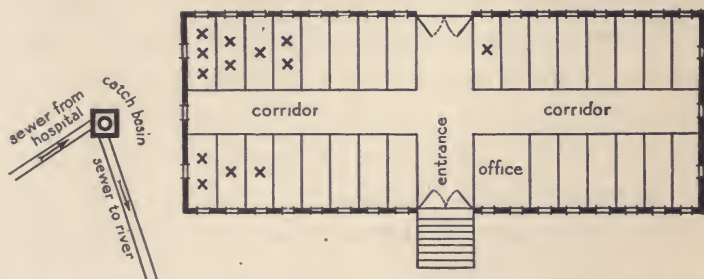 sewer from
hospital
catch basin
sewer to river
corridor
entrance
office
corridor